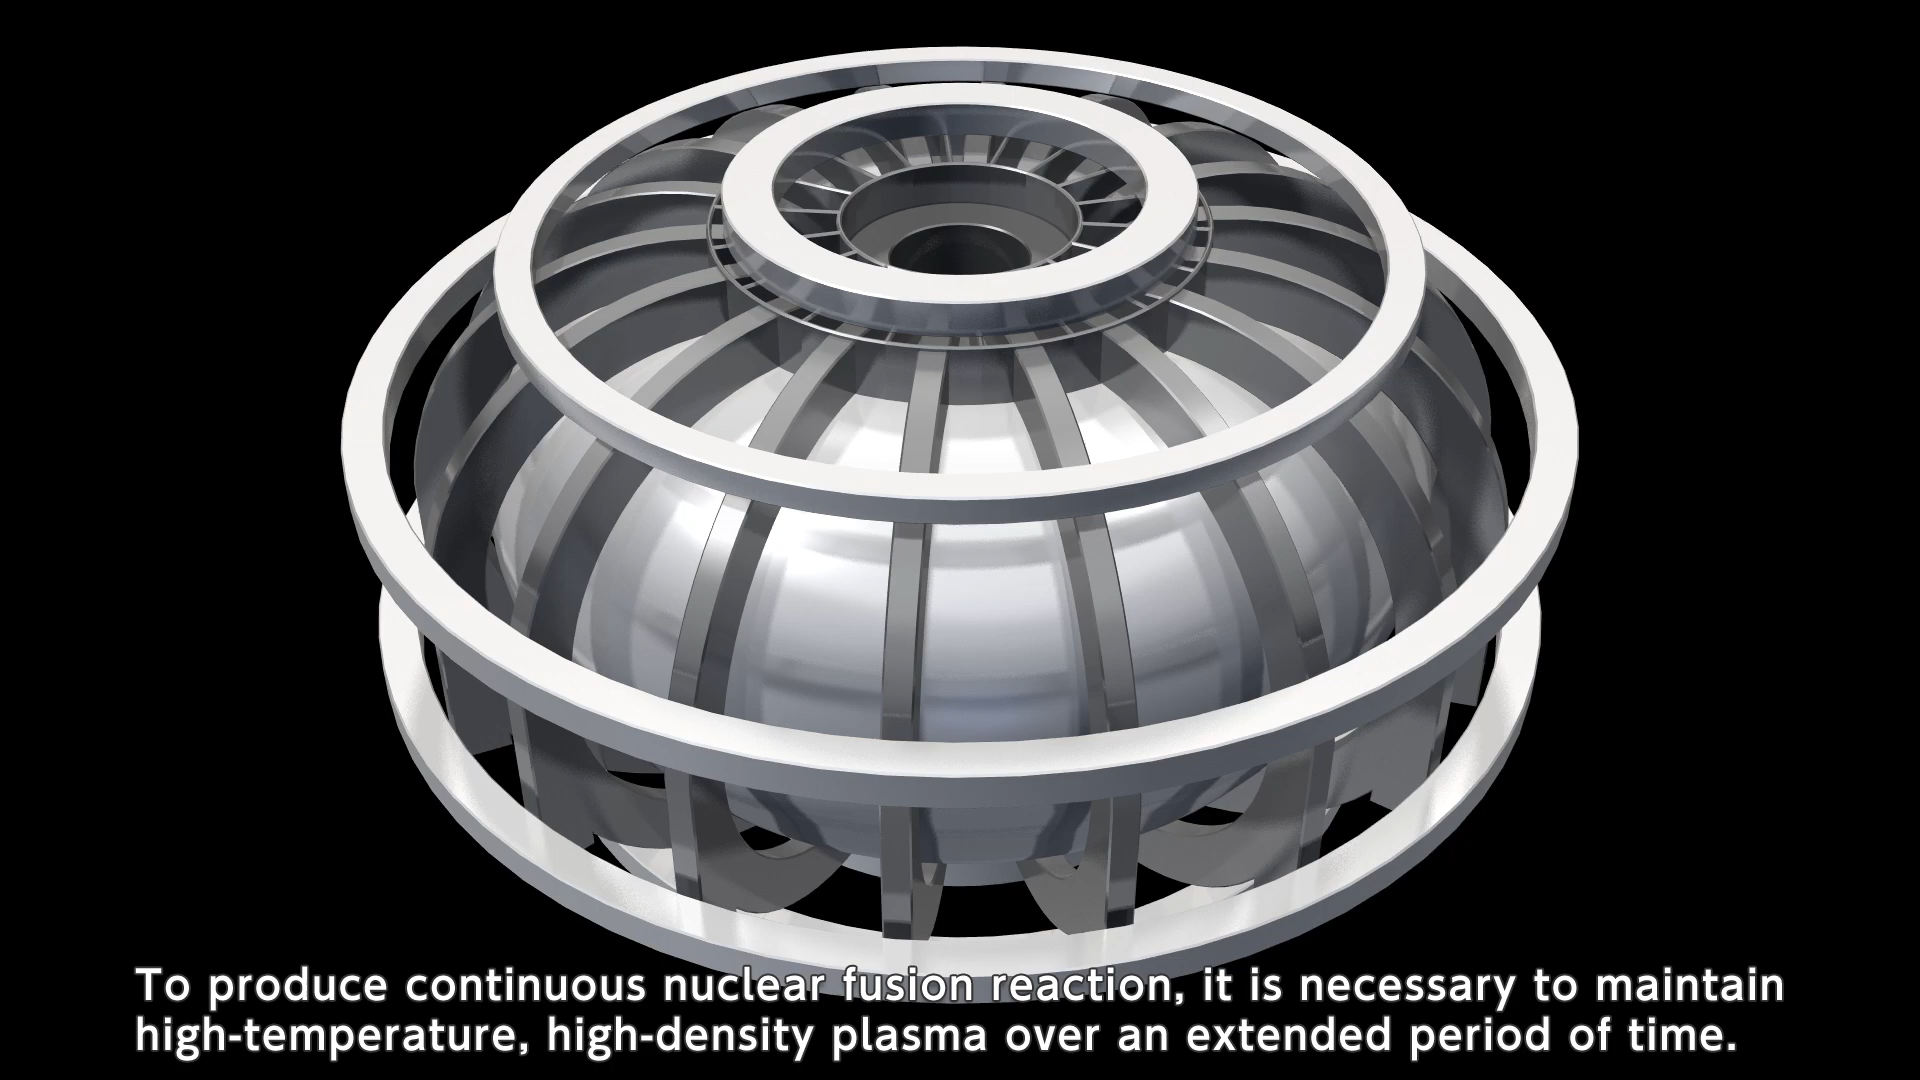 To produce continuous nuclear fusion reaction, it is necessary to maintain
high-temperature, high-density plasma over an extended period of time.